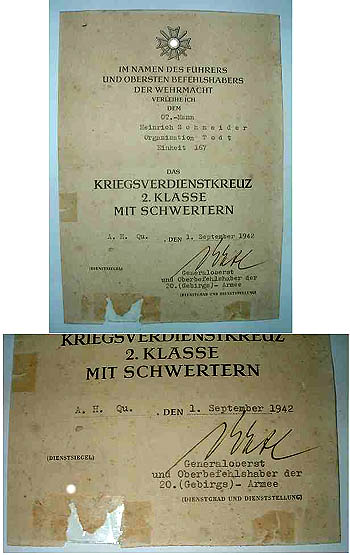 IM NAMEN DES FÜHRERS
UND OBERSTEN BEFEHLSHABERS
DER WEHRMACHT
VERLEIHE ICH
DEM
OT.-Mann
Heinrich Schneider
Organisation Todt
Einheit 167
DAS
KRIEGSVERDIENSTKREUZ
2. KLASSE
MIT SCHWERTERN
A. H. Qu. , DEN 1. September 1942
(DIENSTSIEGEL)
Generaloberst
und Oberbefehlshaber der
20.(Gebirgs)- Armee
(DIENSTGRAD UND DIENSTSTELLUNG)
KRIEGSVERDIENSTKREUZ
2. KLASSE
MIT SCHWERTERN
A. H. Qu. , DEN 1. September 1942
(DIENSTSIEGEL)
Generaloberst
und Oberbefehlshaber der
20.(Gebirgs)- Armee
(DIENSTGRAD UND DIENSTSTELLUNG)